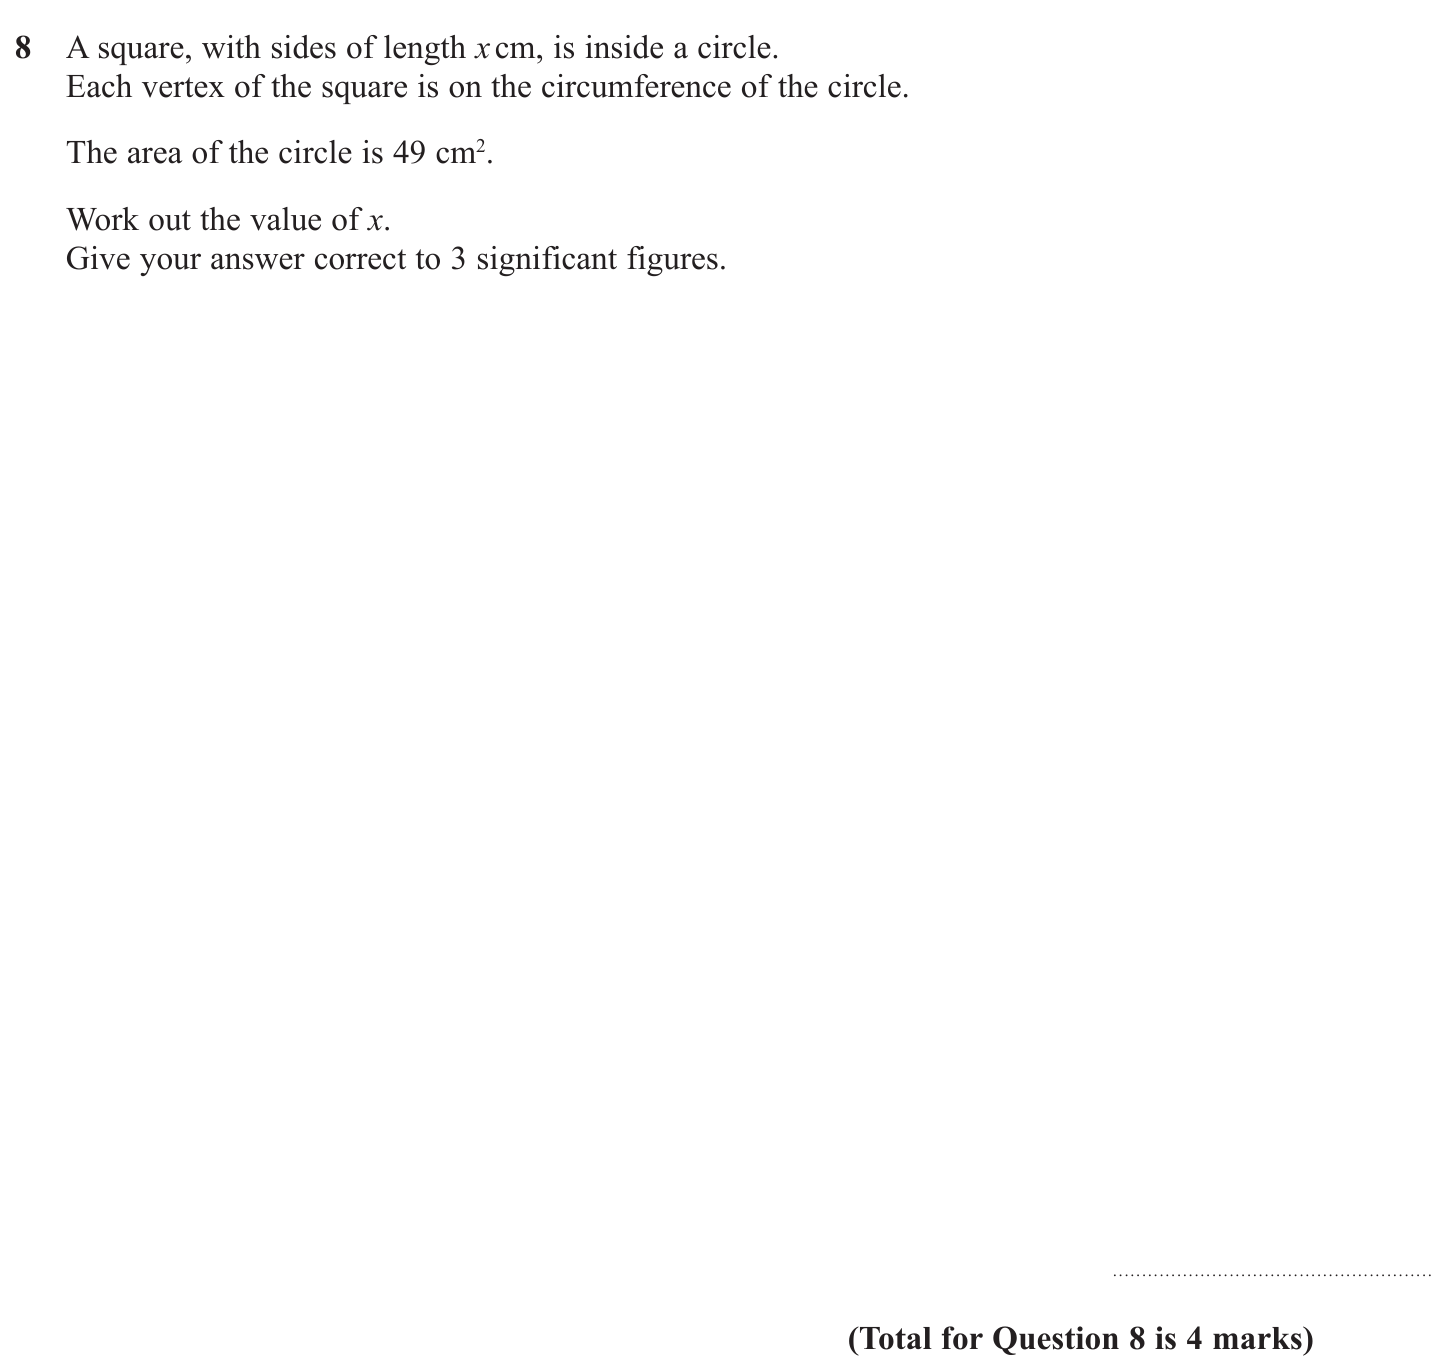 8 A square, with sides of length x cm, is inside a circle.
Each vertex of the square is on the circumference of the circle.
The area of the circle is 49 cm².
Work out the value of x.
Give your answer correct to 3 significant figures.
(Total for Question 8 is 4 marks)